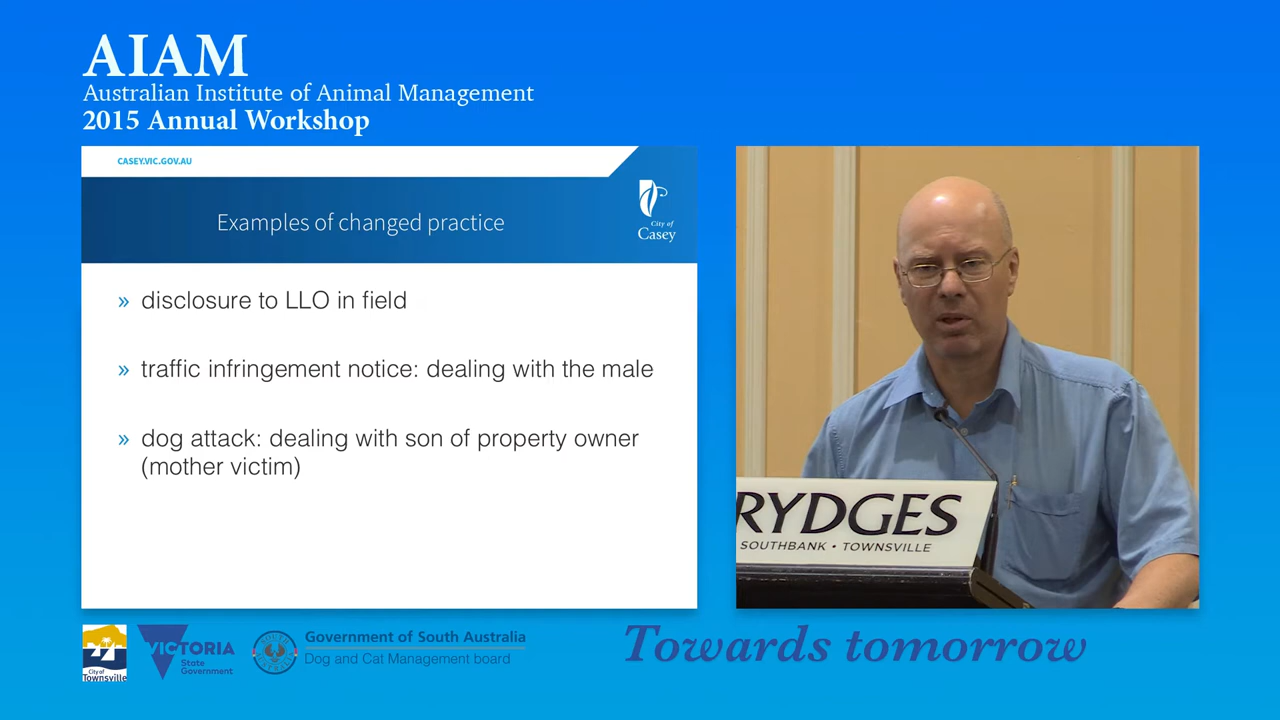 AIAM
Australian Institute of Animal Management
2015 Annual Workshop
CASEY.VIC.GOV.AU
Examples of changed practice
City of
Casey
» disclosure to LLO in field
» traffic infringement notice: dealing with the male
» dog attack: dealing with son of property owner
(mother victim)
RYDGES
SOUTHBANK • TOWNSVILLE
City of
Townsville
VICTORIA
State
Government
Government of South Australia
Dog and Cat Management board
Towards tomorrow